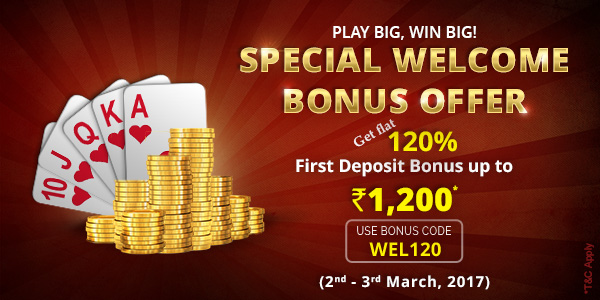 PLAY BIG, WIN BIG!
SPECIAL WELCOME
BONUS OFFER
Get flat
120%
First Deposit Bonus up to
₹1,200*
USE BONUS CODE
WEL120
(2nd - 3rd March, 2017)
*T&C Apply
10 J Q K A